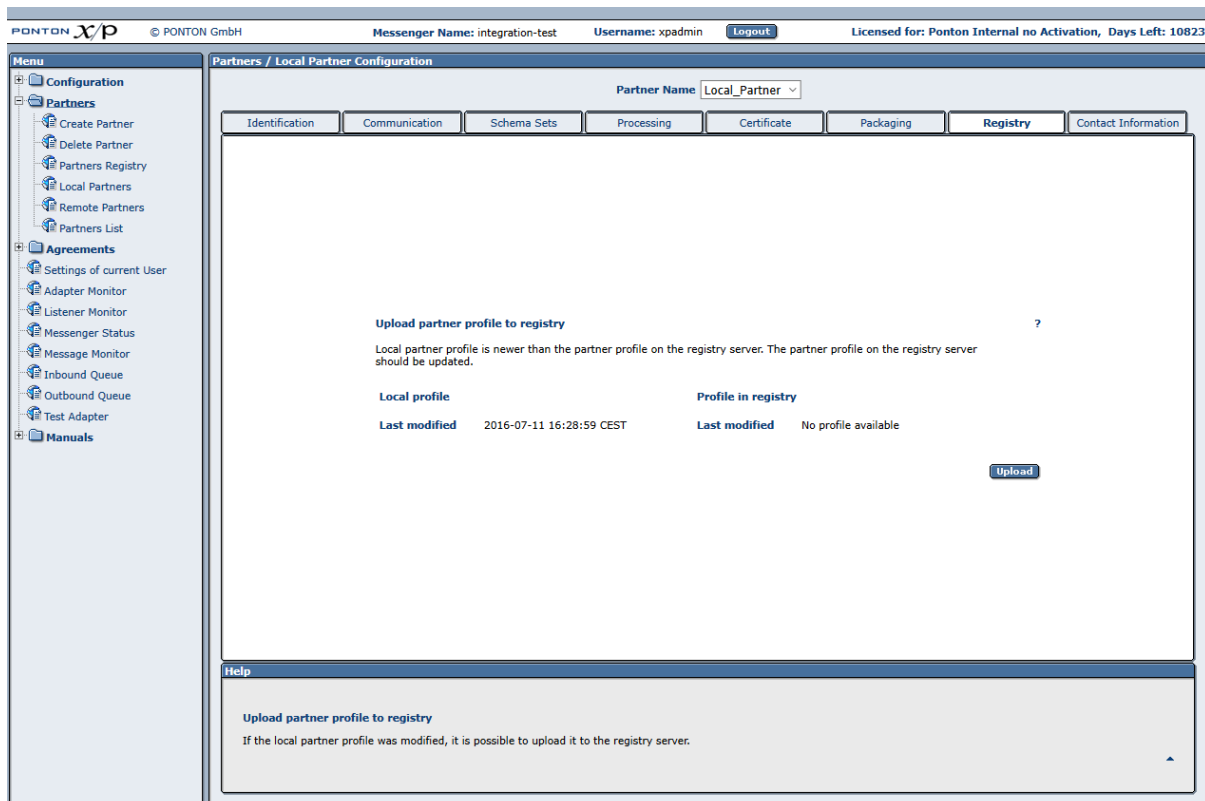 PONTON X/P © PONTON GmbH Messenger Name: integration-test Username: xpadmin Logout Licensed for: Ponton Internal no Activation, Days Left: 10823
Menu
Configuration
Partners
Create Partner
Delete Partner
Partners Registry
Local Partners
Remote Partners
Partners List
Agreements
Settings of current User
Adapter Monitor
Listener Monitor
Messenger Status
Message Monitor
Inbound Queue
Outbound Queue
Test Adapter
Manuals
Partners / Local Partner Configuration
Partner Name Local_Partner
Identification Communication Schema Sets Processing Certificate Packaging Registry Contact Information
Upload partner profile to registry ?
Local partner profile is newer than the partner profile on the registry server. The partner profile on the registry server
should be updated.
Local profile Profile in registry
Last modified 2016-07-11 16:28:59 CEST Last modified No profile available
Upload
Help
Upload partner profile to registry
If the local partner profile was modified, it is possible to upload it to the registry server.